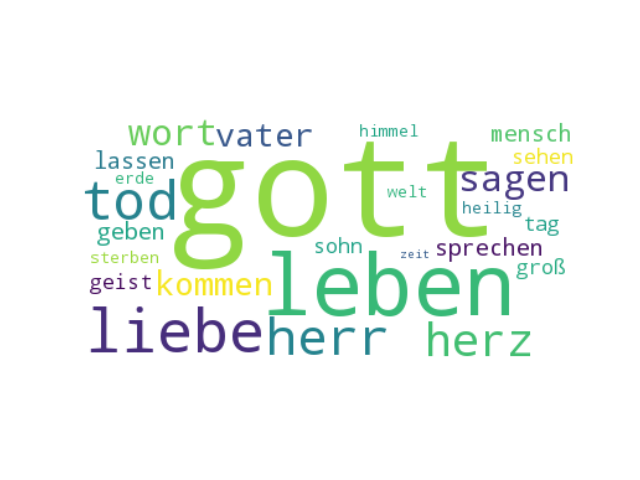 wort vater himmel mensch
lassen gott sehen
erde tod welt sagen
heilig
geben sohn tag
sterben zeit sprechen
geist kommen leben groß
liebe herr herz